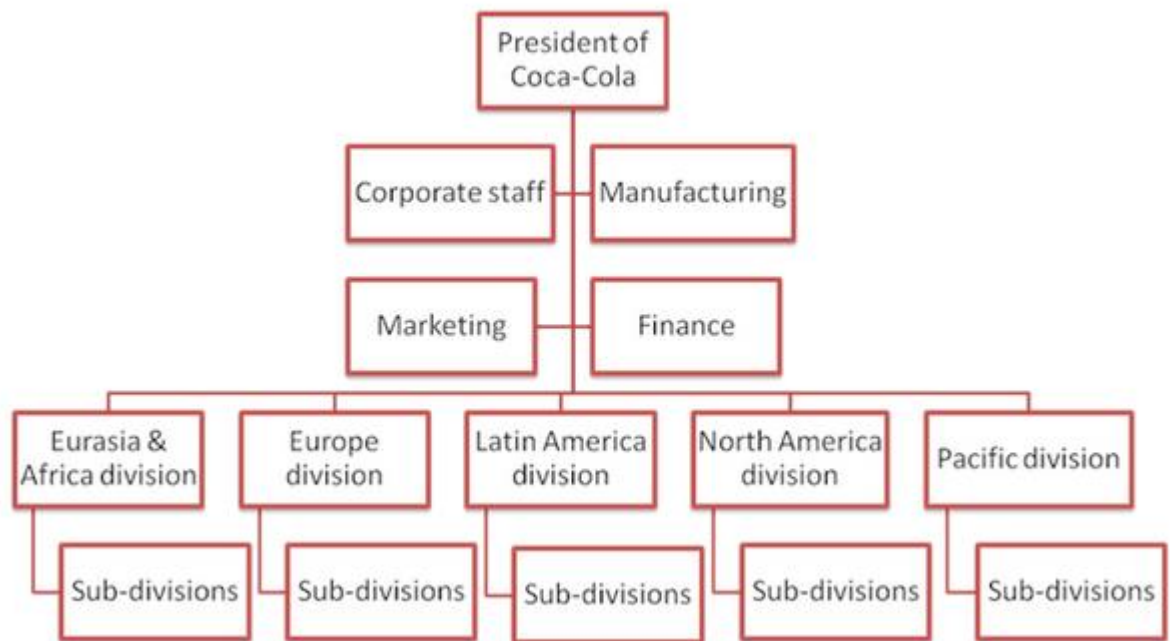 President of
Coca-Cola
Corporate staff
Manufacturing
Marketing
Finance
Eurasia &
Africa division
Europe
division
Latin America
division
North America
division
Pacific division
Sub-divisions
Sub-divisions
Sub-divisions
Sub-divisions
Sub-divisions